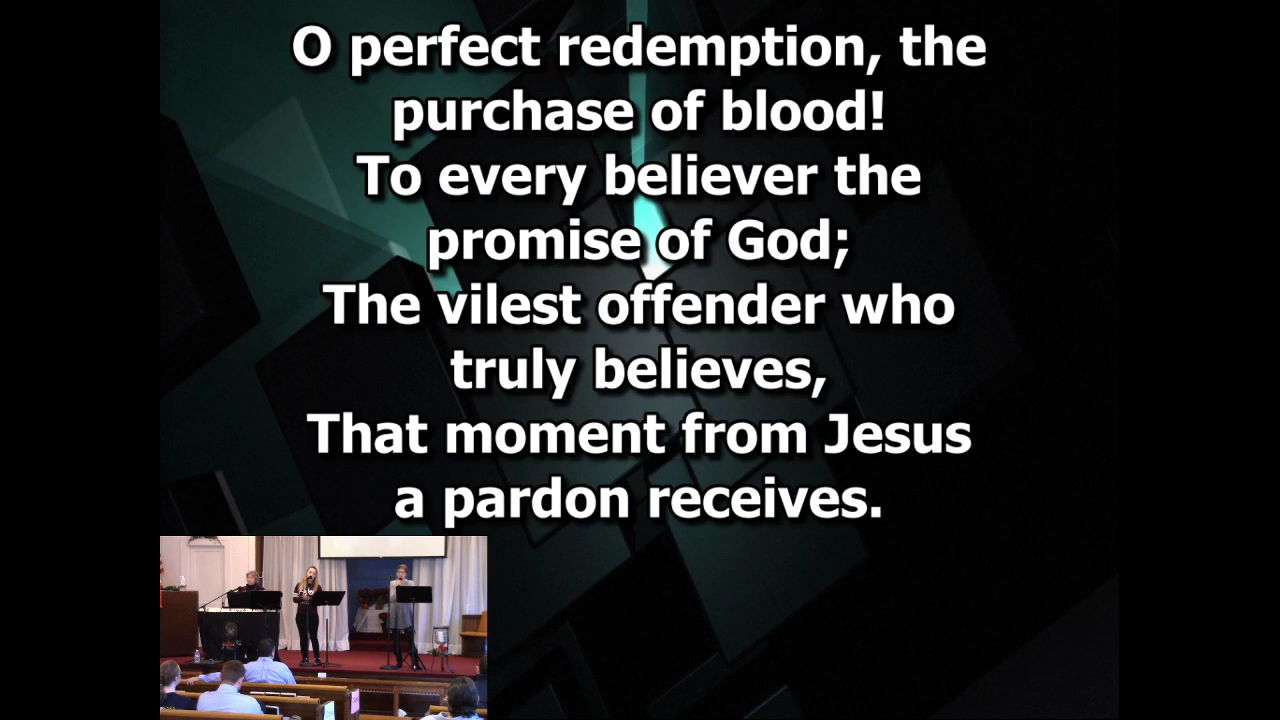 O perfect redemption, the
purchase of blood!
To every believer the
promise of God;
The vilest offender who
truly believes,
That moment from Jesus
a pardon receives.